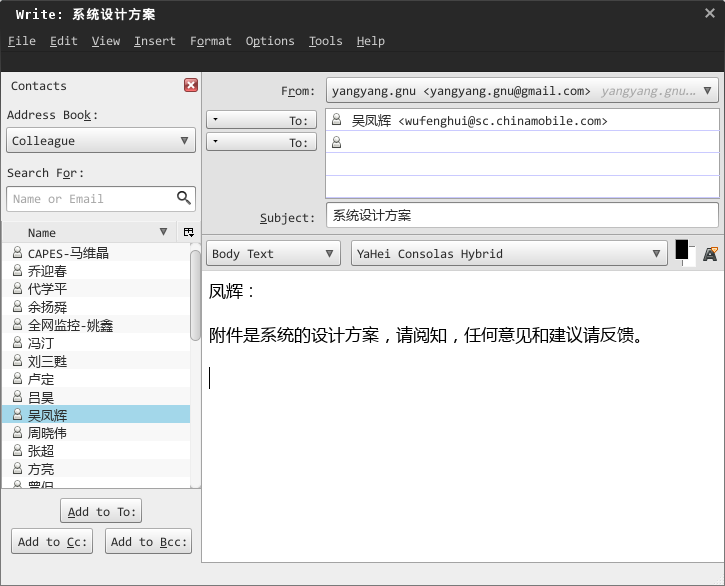 Write: 系统设计方案
File Edit View Insert Format Options Tools Help
Contacts
Address Book:
Colleague
Search For:
Name or Email
Name
CAPES-马维晶
乔迎春
代学平
余扬舜
全网监控-姚鑫
冯汀
刘三甦
卢定
吕昊
吴凤辉
周晓伟
张超
方亮
Add to To:
Add to Cc: Add to Bcc:
From: yangyang.gnu <yangyang.gnu@gmail.com> yangyang.gnu...
To: 吴凤辉 <wufenghui@sc.chinamobile.com>
To:
Subject: 系统设计方案
Body Text YaHei Consolas Hybrid
凤辉：
附件是系统的设计方案，请阅知，任何意见和建议请反馈。